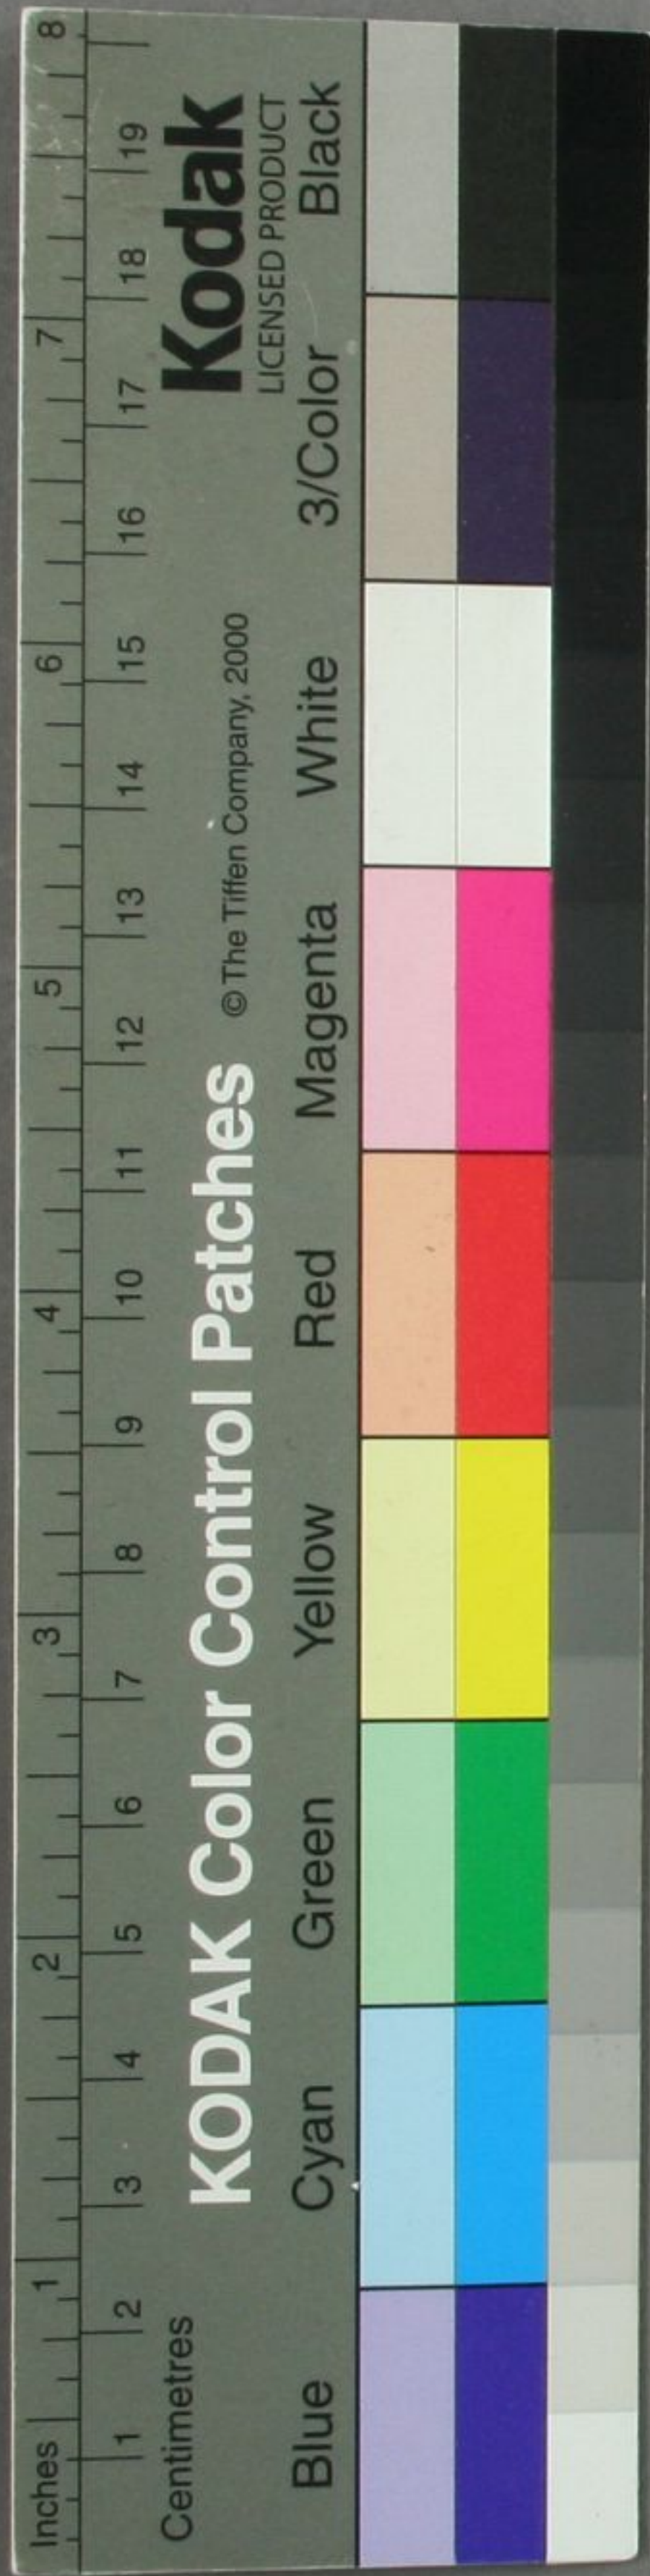 Inches 1 2 3 4 5 6 7 8
1 2 3 4 5 6 7 8 9 10 11 12 13 14 15 16 17 18 19
Centimetres
KODAK Color Control Patches © The Tiffen Company, 2000 Kodak
LICENSED PRODUCT
Blue Cyan Green Yellow Red Magenta White 3/Color Black